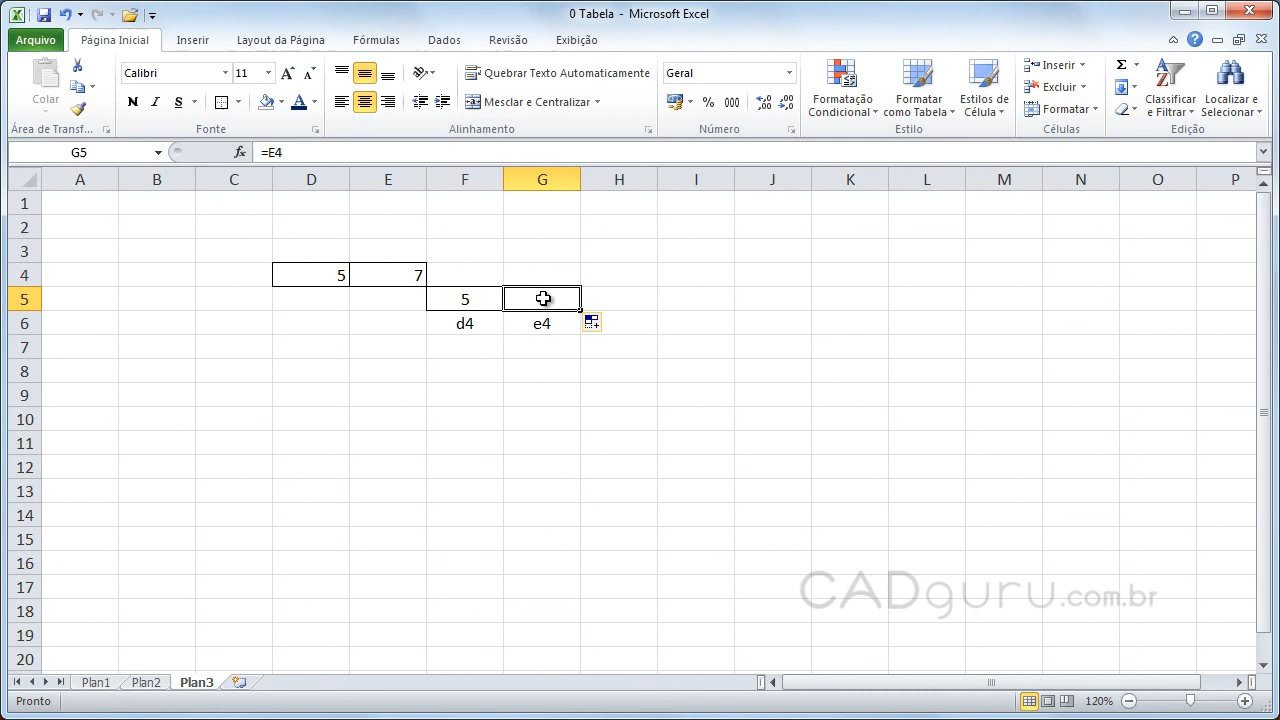 0 Tabela - Microsoft Excel
Arquivo Página Inicial Inserir Layout da Página Fórmulas Dados Revisão Exibição
Colar
Calibri 11
N I S A
Quebrar Texto Automaticamente
Mesclar e Centralizar
Geral
% 000
Formatação Condicional
Formatar como Tabela
Estilos de Célula
Inserir
Excluir
Formatar
Σ
Classificar e Filtrar
Localizar e Selecionar
Área de Transf... Fonte Alinhamento Número Estilo Células Edição
G5 fx =E4
A B C D E F G H I J K L M N O P
1
2
3
4 5 7
5 5
6 d4 e4
7
8
9
10
11
12
13
14
15
16
17
18
19
20
CADguru.com.br
Plan1 Plan2 Plan3
Pronto 120%